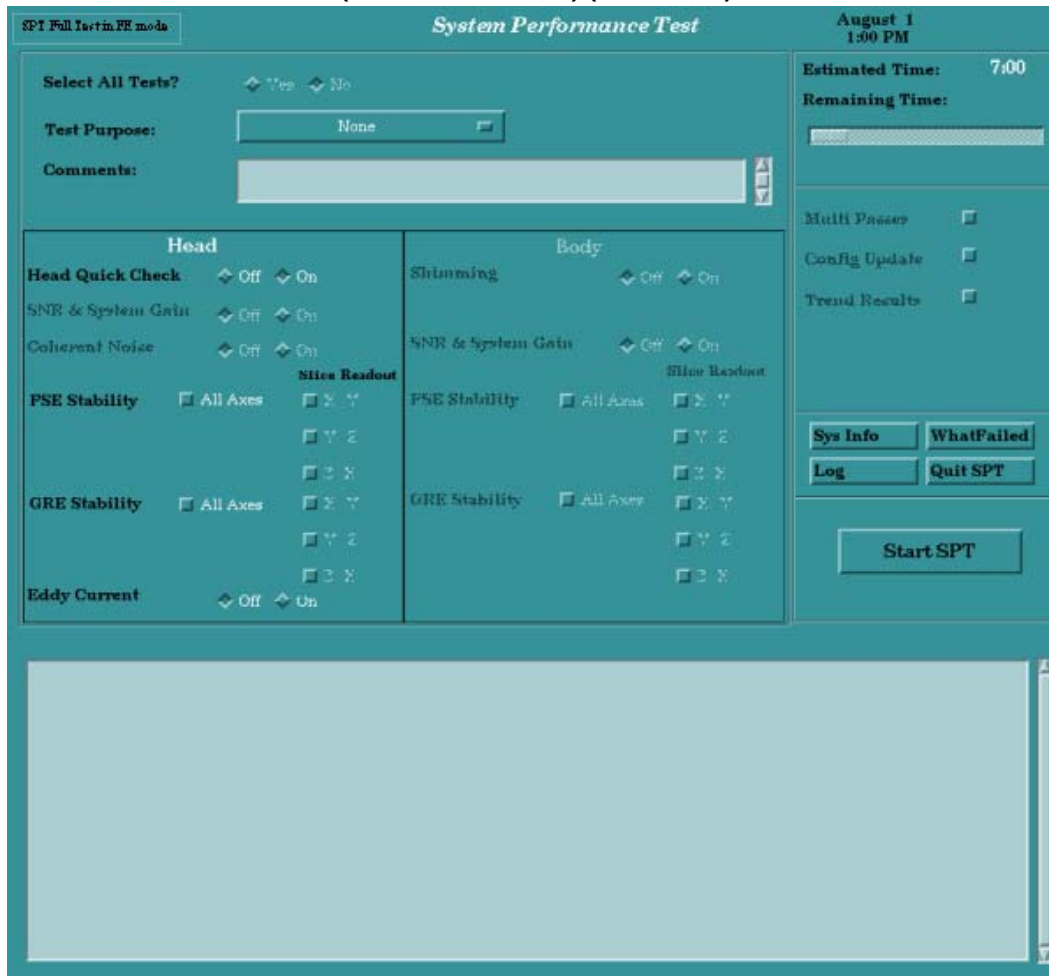 SPT Full Test in FE mode
System Performance Test
August 1
1:00 PM
Select All Tests? Yes No
Test Purpose: None
Comments:
Estimated Time: 7:00
Remaining Time:
Multi Passes
Config Update
Trend Results
Head
Head Quick Check Off On
SNR & System Gain Off On
Coherent Noise Off On
Slice Readout
FSE Stability All Axes X Y
Y Z
Z X
GRE Stability All Axes X Y
Y Z
Z X
Eddy Current Off On
Body
Shimming Off On
SNR & System Gain Off On
Slice Readout
FSE Stability All Axes X Y
Y Z
Z X
GRE Stability All Axes X Y
Y Z
Z X
Sys Info WhatFailed
Log Quit SPT
Start SPT